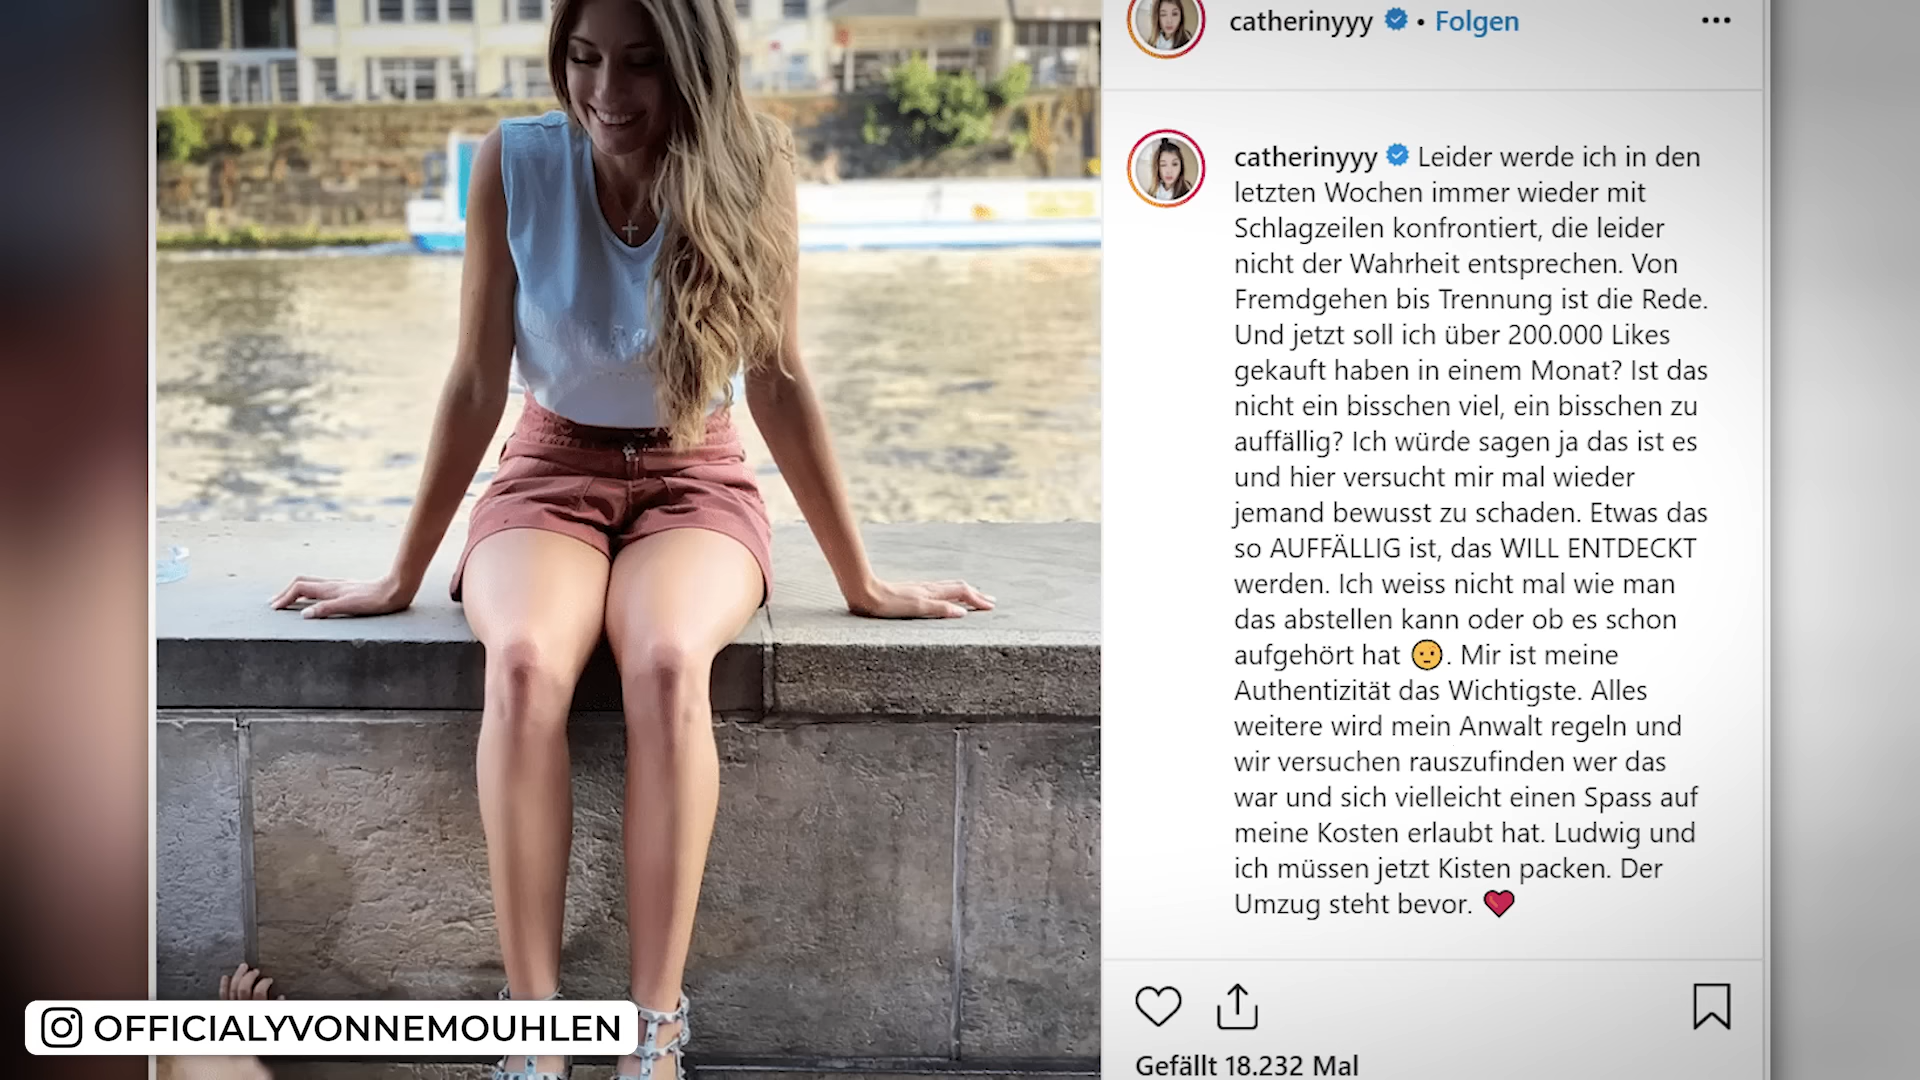 catherinyyy • Folgen
catherinyyy Leider werde ich in den
letzten Wochen immer wieder mit
Schlagzeilen konfrontiert, die leider
nicht der Wahrheit entsprechen. Von
Fremdgehen bis Trennung ist die Rede.
Und jetzt soll ich über 200.000 Likes
gekauft haben in einem Monat? Ist das
nicht ein bisschen viel, ein bisschen zu
auffällig? Ich würde sagen ja das ist es
und hier versucht mir mal wieder
jemand bewusst zu schaden. Etwas das
so AUFFÄLLIG ist, das WILL ENTDECKT
werden. Ich weiss nicht mal wie man
das abstellen kann oder ob es schon
aufgehört hat 😐. Mir ist meine
Authentizität das Wichtigste. Alles
weitere wird mein Anwalt regeln und
wir versuchen rauszufinden wer das
war und sich vielleicht einen Spass auf
meine Kosten erlaubt hat. Ludwig und
ich müssen jetzt Kisten packen. Der
Umzug steht bevor. ❤️
Gefällt 18.232 Mal
OFFICIALYVONNEMOUHLEN